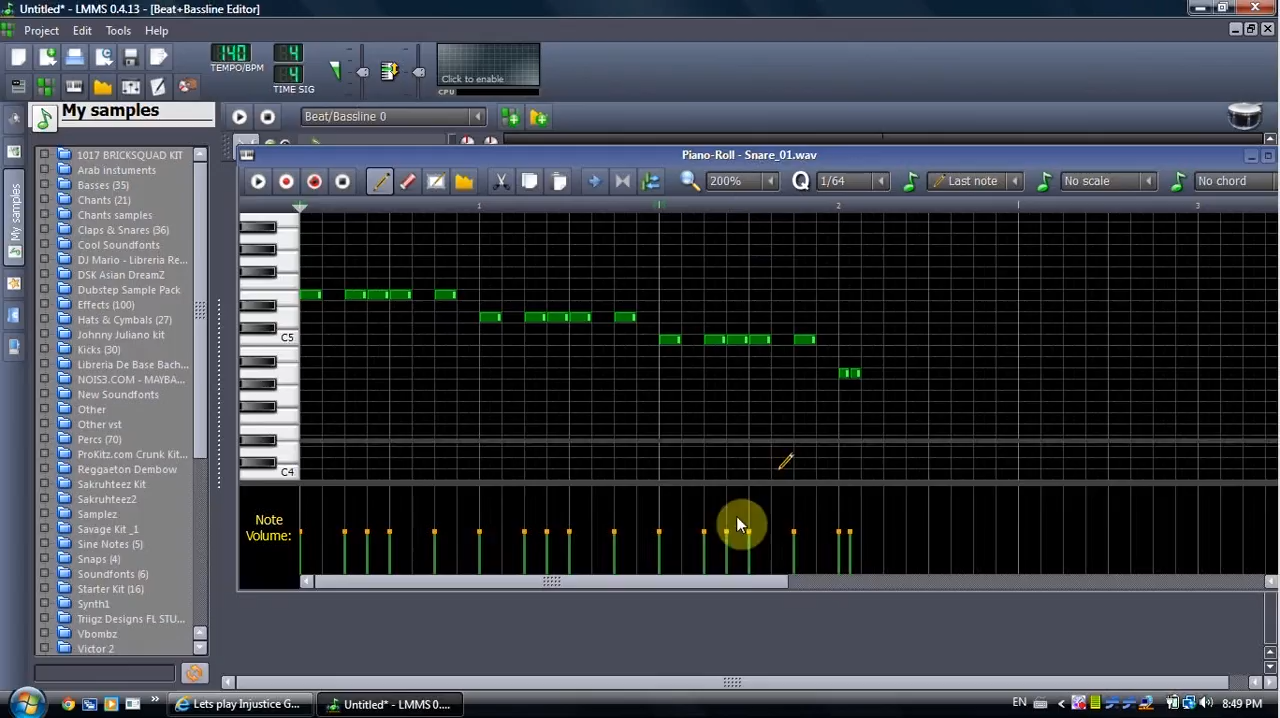 Untitled* - LMMS 0.4.13 - [Beat+Bassline Editor]
Project Edit Tools Help
140
TEMPO/BPM
4
4
TIME SIG
Click to enable
CPU
My samples
Beat/Bassline 0
Piano-Roll - Snare_01.wav
200%
Q
1/64
Last note
No scale
No chord
1
2
3
My samples
1017 BRICKSQUAD KIT
Arab instuments
Basses (35)
Chants (21)
Chants samples
Claps & Snares (36)
Cool Soundfonts
DJ Mario - Libreria Re...
DSK Asian DreamZ
Dubstep Sample Pack
Effects (100)
Hats & Cymbals (27)
Johnny Juliano kit
Kicks (30)
Libreria De Base Bach...
NOIS3.COM - MAYBA...
New Soundfonts
Other
Other vst
Percs (70)
ProKitz.com Crunk Kit...
Reggaeton Dembow
Sakruhteez Kit
Sakruhteez2
Samplez
Savage Kit _1
Sine Notes (5)
Snaps (4)
Soundfonts (6)
Starter Kit (16)
Synth1
Triigz Designs FL STU...
Vbombz
Victor 2
C5
C4
Note
Volume:
Lets play Injustice G...
Untitled* - LMMS 0....
EN
8:49 PM